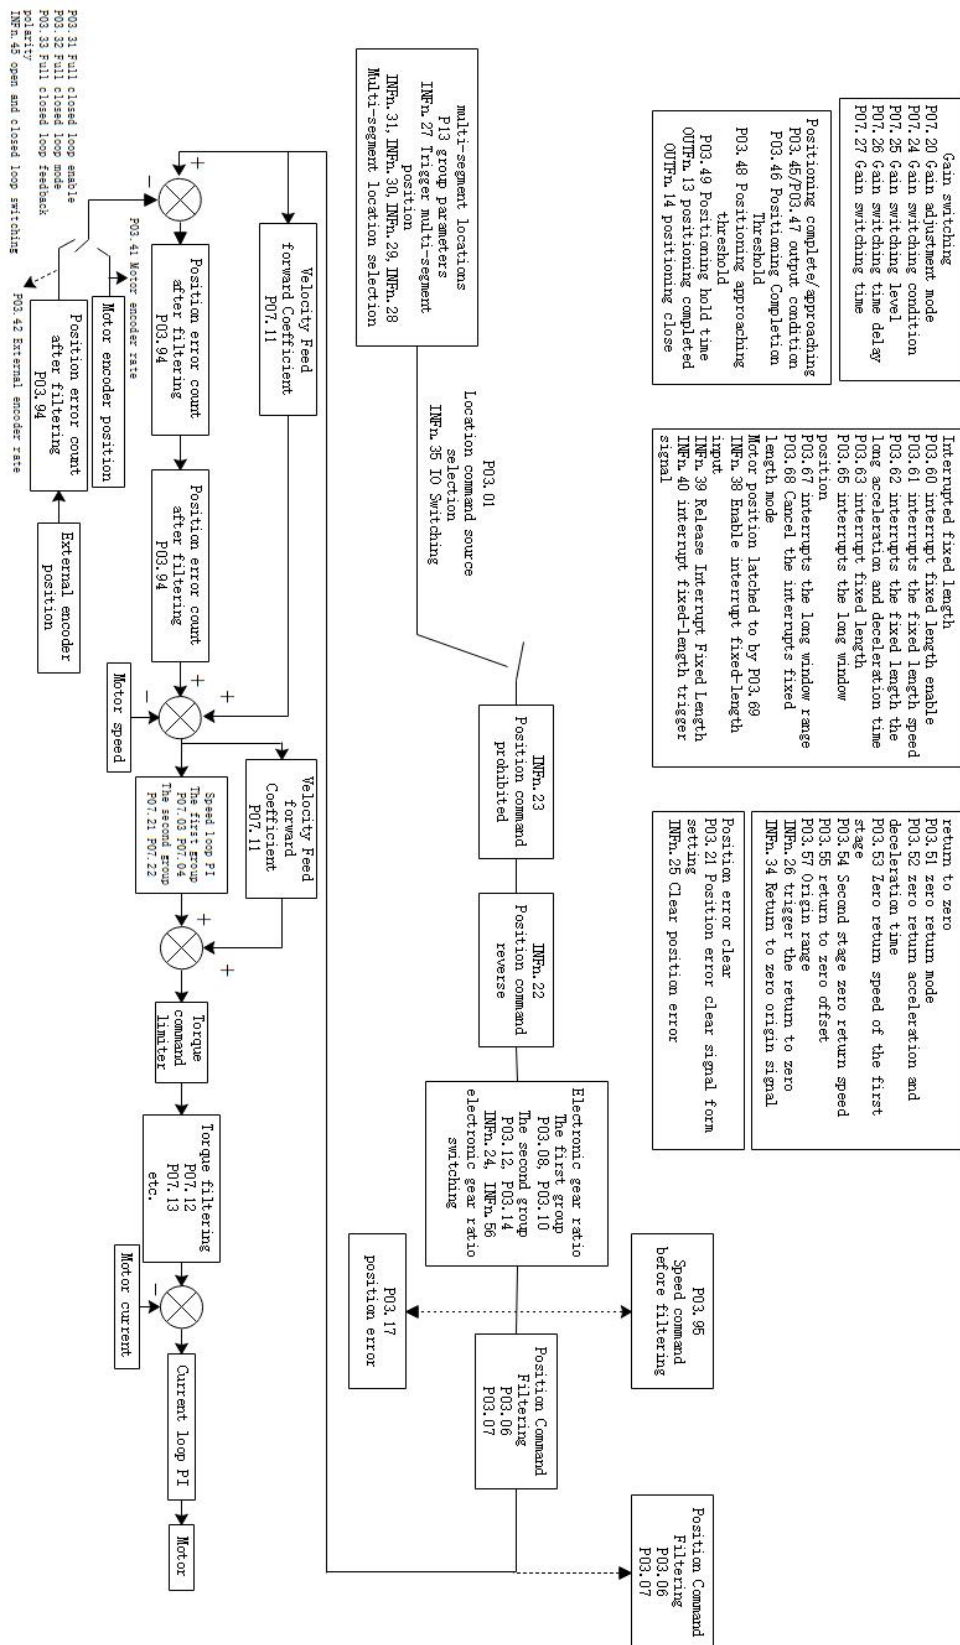 Gain switching
P07.20 Gain adjustment mode
P07.24 Gain switching condition
P07.25 Gain switching level
P07.26 Gain switching time delay
P07.27 Gain switching time
Positioning complete/approaching
P03.45/P03.47 output condition
P03.46 Positioning Completion
Threshold
P03.48 Positioning approaching
threshold
P03.49 Positioning hold time
OUTFn.13 positioning completed
OUTFn.14 positioning close
Interrupted fixed length
P03.60 interrupt fixed length enable
P03.61 interrupts the fixed length speed
P03.62 interrupts the fixed length the
long acceleration and deceleration time
P03.63 interrupt fixed length
P03.65 interrupts the long window
position
P03.67 interrupts the long window range
P03.68 Cancel the interrupts fixed
length mode
Motor position latched to by P03.69
INFn.38 Enable interrupt fixed-length
input
INFn.39 Release Interrupt Fixed Length
INFn.40 interrupt fixed-length trigger
signal
return to zero
P03.51 zero return mode
P03.52 zero return acceleration and
deceleration time
P03.53 Zero return speed of the first
stage
P03.54 Second stage zero return speed
P03.55 return to zero offset
P03.57 Origin range
INFn.26 trigger the return to zero
INFn.34 Return to zero origin signal
Position error clear
P03.21 Position error clear signal form
setting
INFn.25 Clear position error
multi-segment locations
P13 group parameters
INFn.27 Trigger multi-segment
position
INFn.31, INFn.30, INFn.29, INFn.28
Multi-segment location selection
P03.01
Location command source
selection
INFn.35 IO Switching
INFn.23
Position command
prohibited
INFn.22
Position command
reverse
Electronic gear ratio
The first group
P03.08, P03.10
The second group
P03.12, P03.14
INFn.24, INFn.56
electronic gear ratio
switching
P03.95
Speed command
before filtering
P03.17
position error
Position Command
Filtering
P03.06
P03.07
Position Command
Filtering
P03.06
P03.07
Velocity Feed
forward Coefficient
P07.11
+
−
Position error count
after filtering
P03.94
Position error count
after filtering
P03.94
+
+
−
Motor speed
Velocity Feed
forward
Coefficient
P07.11
Speed loop PI
The first group
P07.03 P07.04
The second group
P07.21 P07.22
+
+
Torque
command
limiter
Torque filtering
P07.12
P07.13
etc.
−
Motor current
Current loop PI
Motor
P03.41 Motor encoder rate
Motor encoder position
Position error count
after filtering
P03.94
External encoder
position
P03.42 External encoder rate
P03.31 Full closed loop enable
P03.32 Full closed loop mode
P03.33 Full closed loop feedback
polarity
INFn.45 open and closed loop switching